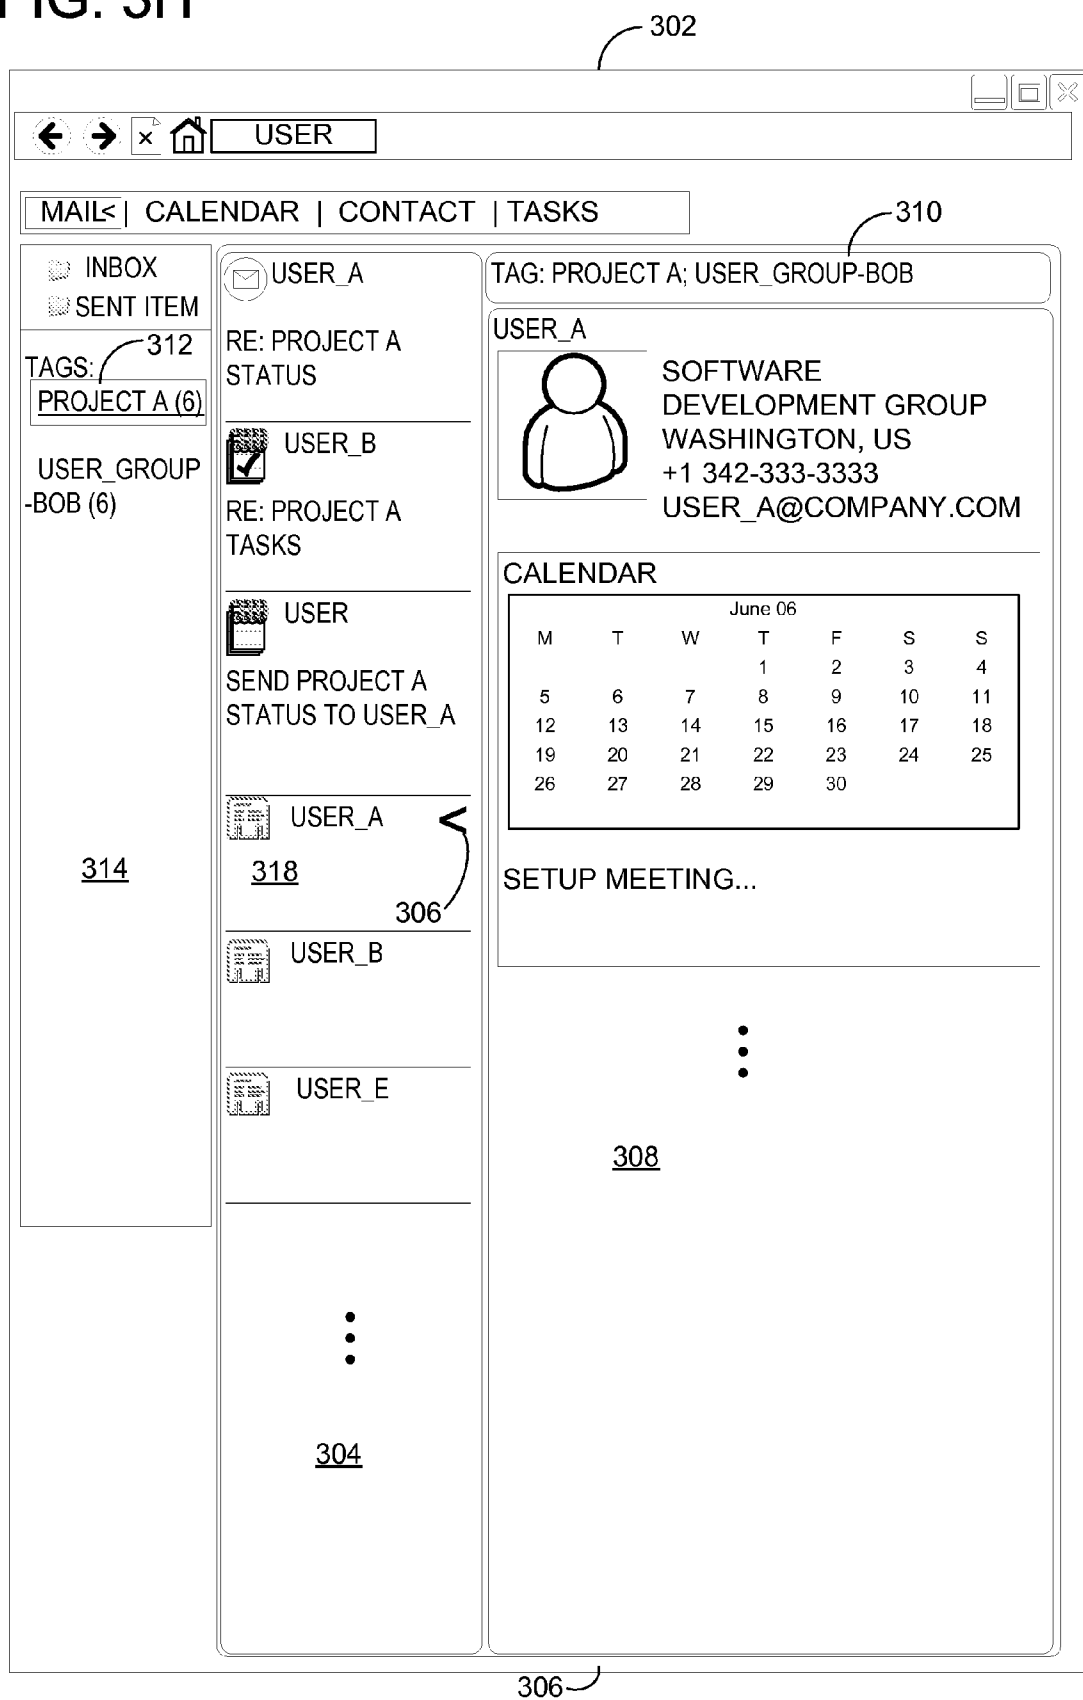 FIG. 3H
302
USER
MAIL< | CALENDAR | CONTACT | TASKS
310
INBOX
SENT ITEM
312
TAGS:
PROJECT A (6)
USER_GROUP
-BOB (6)
314
USER_A
RE: PROJECT A
STATUS
USER_B
RE: PROJECT A
TASKS
USER
SEND PROJECT A
STATUS TO USER_A
USER_A <
318
306
USER_B
USER_E
304
TAG: PROJECT A; USER_GROUP-BOB
USER_A
SOFTWARE
DEVELOPMENT GROUP
WASHINGTON, US
+1 342-333-3333
USER_A@COMPANY.COM
CALENDAR
June 06
M T W T F S S
1 2 3 4
5 6 7 8 9 10 11
12 13 14 15 16 17 18
19 20 21 22 23 24 25
26 27 28 29 30
SETUP MEETING...
308
306